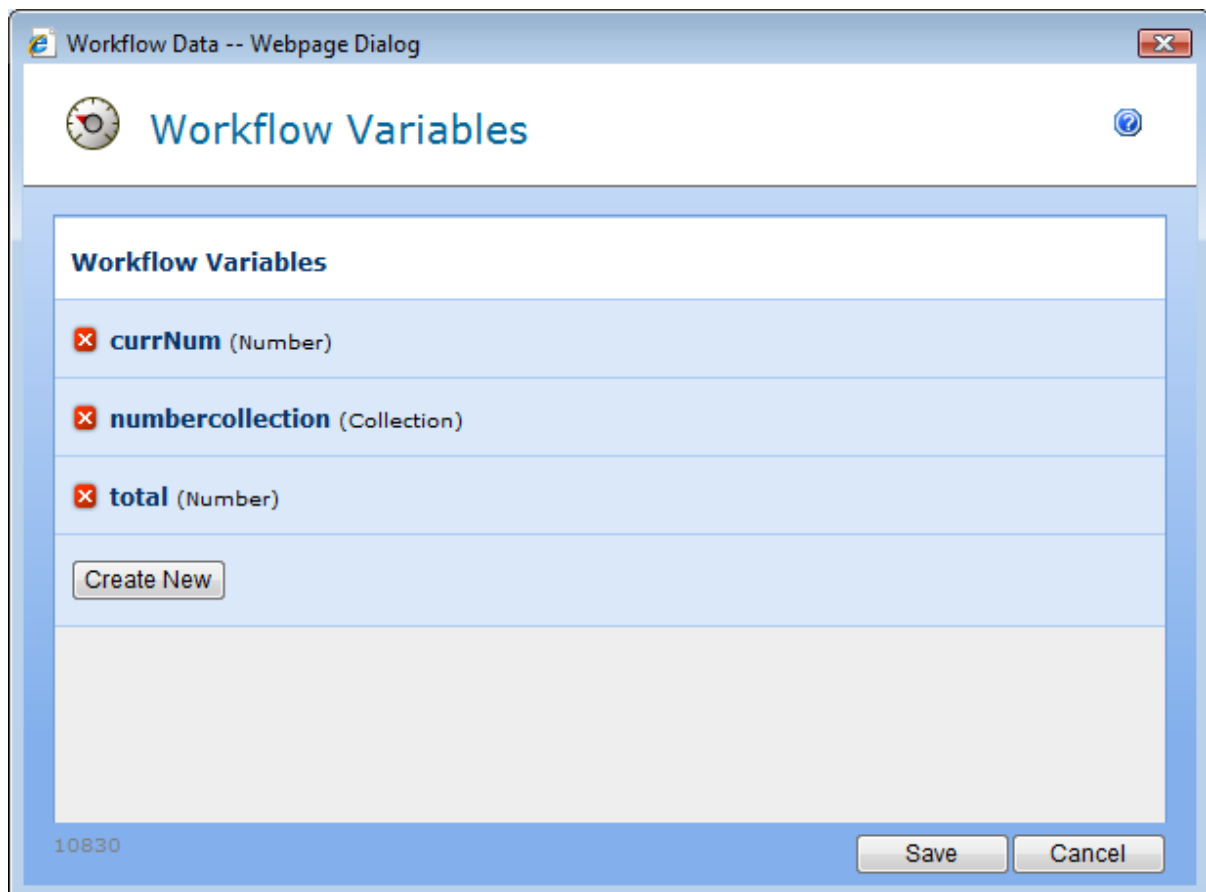 Workflow Data -- Webpage Dialog
Workflow Variables
Workflow Variables
currNum (Number)
numbercollection (Collection)
total (Number)
Create New
10830
Save Cancel